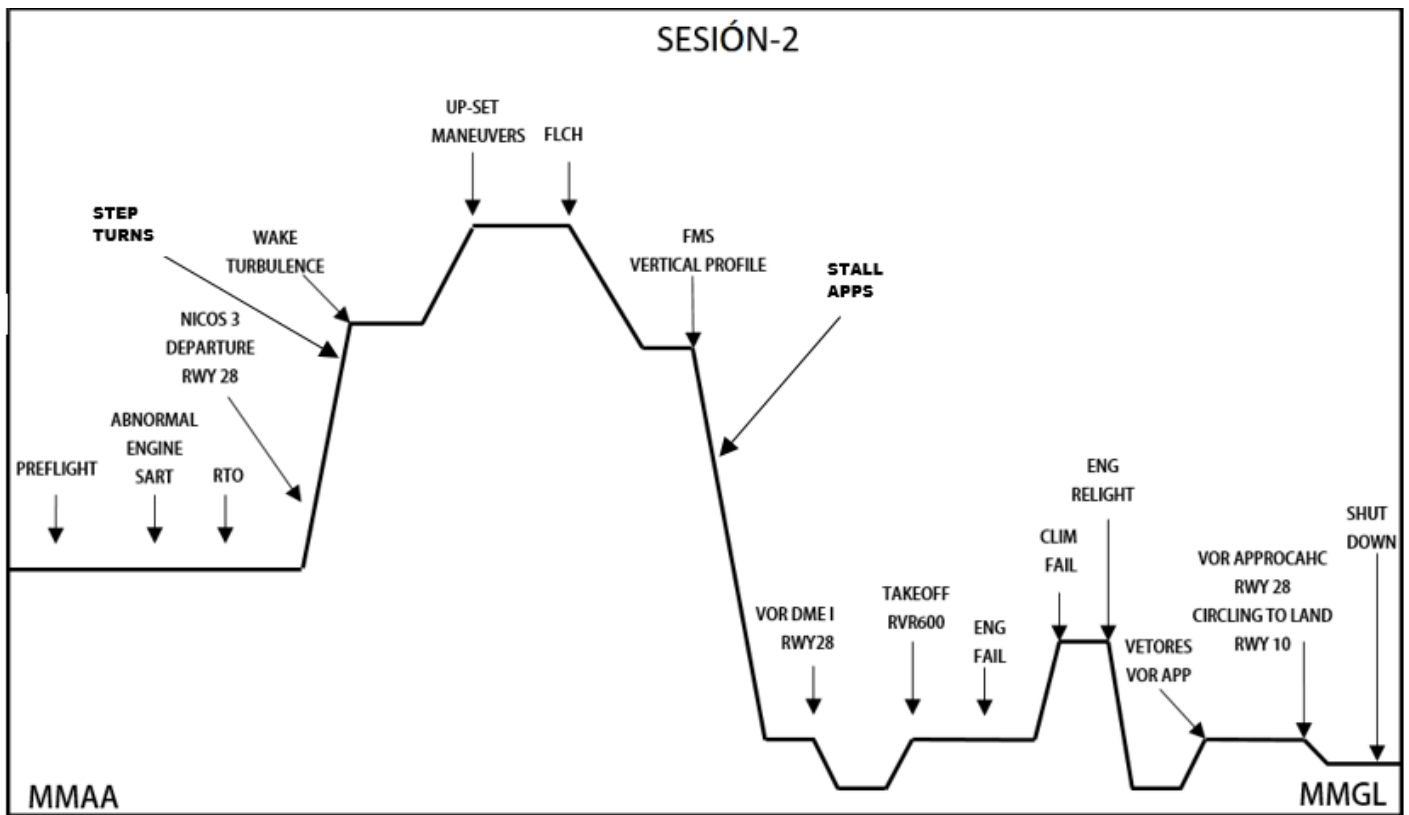 SESIÓN-2
UP-SET
MANEUVERS
FLCH
STEP
TURNS
WAKE
TURBULENCE
FMS
VERTICAL PROFILE
STALL
APPS
NICOS 3
DEPARTURE
RWY 28
ABNORMAL
ENGINE
SART
PREFLIGHT
RTO
VOR DME I
RWY28
TAKEOFF
RVR600
ENG
FAIL
CLIM
FAIL
ENG
RELIGHT
VETORES
VOR APP
VOR APPROCAHC
RWY 28
CIRCLING TO LAND
RWY 10
SHUT
DOWN
MMAA
MMGL